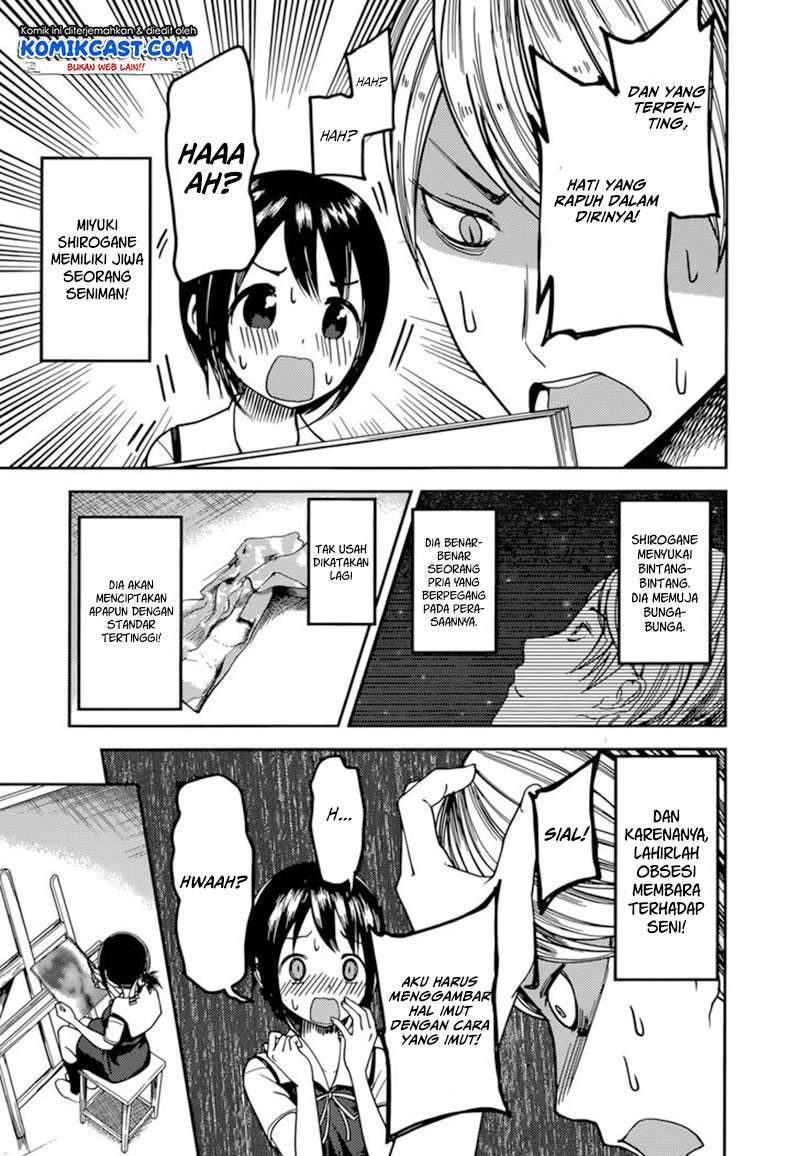 Komik ini diterjemahkan & diedit oleh
KOMIKCAST.COM
BUKAN WEB LAIN!!
DAN YANG
TERPEN-
TING,
HATI YANG
RAPUH DALAM
DIRINYA!
HAH?
HAH?
HAAA
AH?
MIYUKI
SHIROGANE
MEMILIKI JIWA
SEORANG
SENIMAN!
SHIROGANE
MENYUKAI
BINTANG-
BINTANG.
DIA MEMUJA
BUNGA-
BUNGA.
DIA BENAR-
BENAR
SEORANG
PRIA YANG
BERPEGANG
PADA PERA-
SAANNYA.
TAK USAH
DIKATAKAN
LAGI
DIA AKAN
MENCIPTAKAN
APAPUN DENGAN
STANDAR
TERTINGGI!
DAN
KARENANYA,
LAHIRLAH
OBSESI
MEMBARA
TERHADAP
SENI!
SIAL!
AKU HARUS
MENGGAMBAR
HAL IMUT
DENGAN CARA
YANG IMUT!
H...
HWAAH?